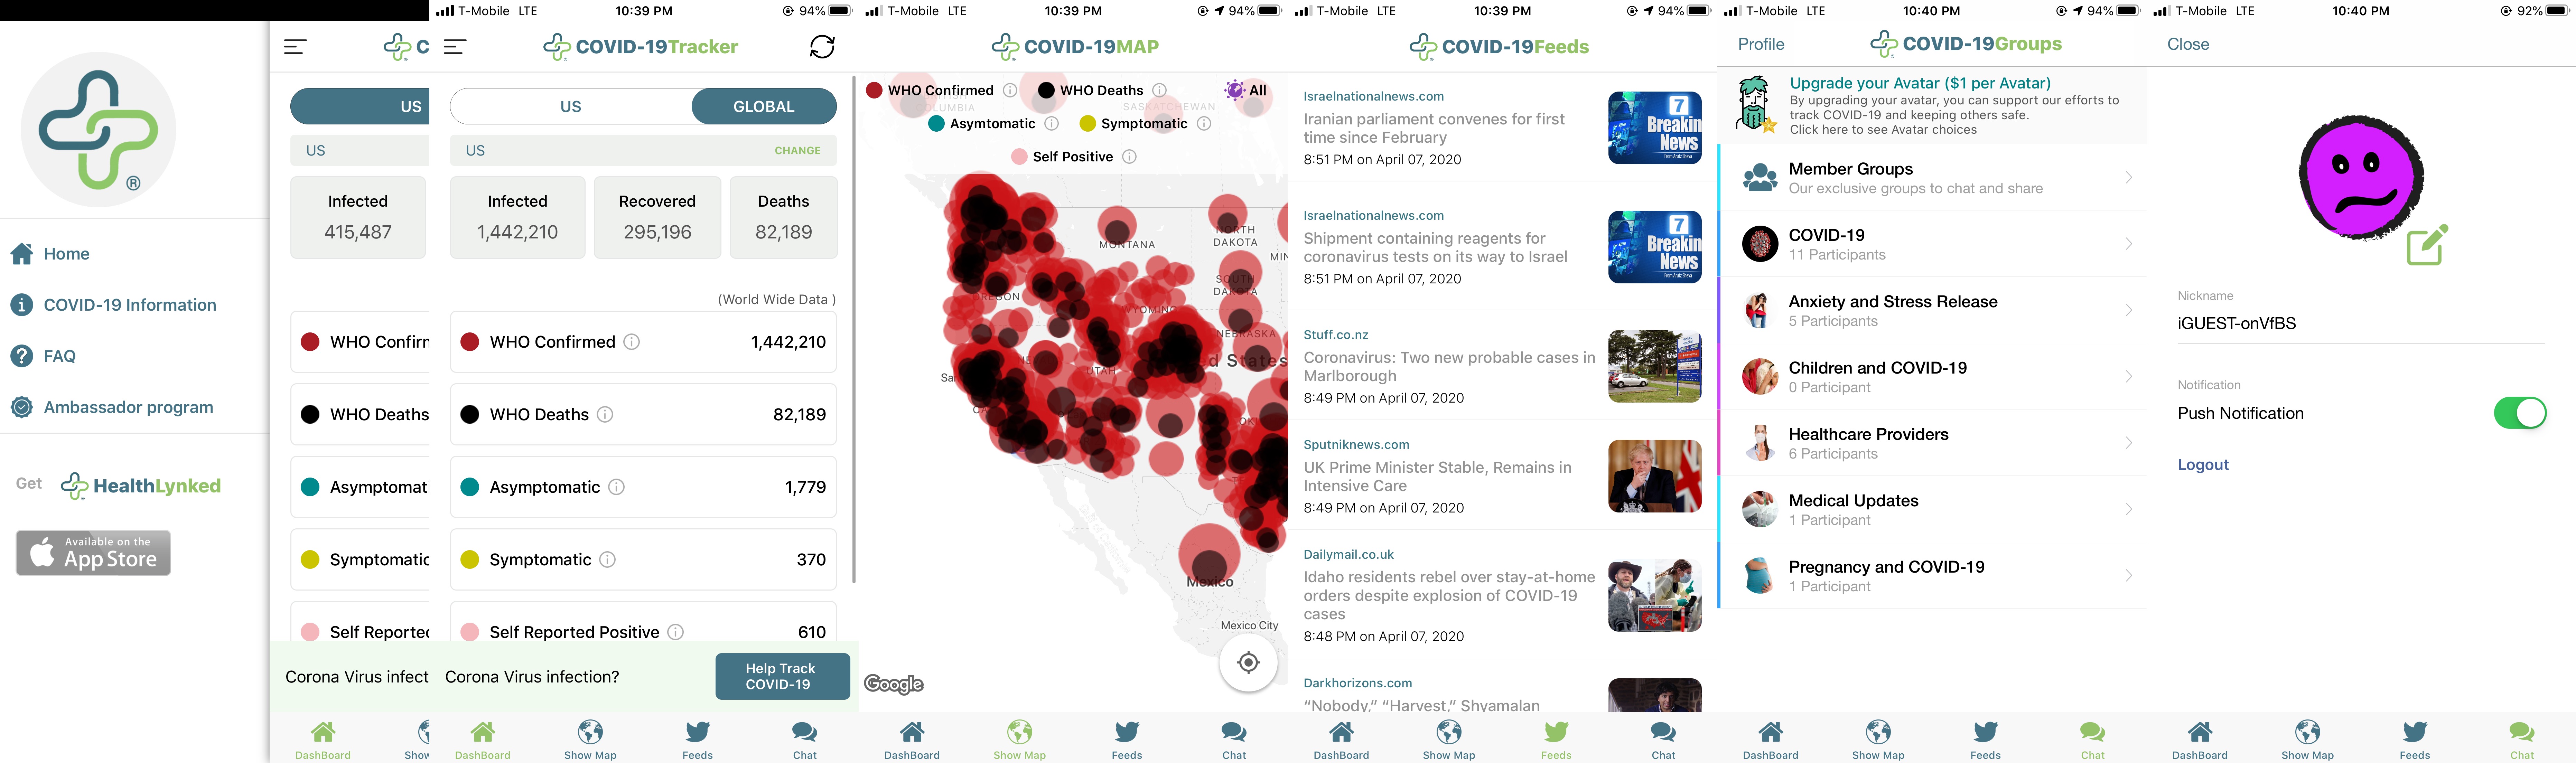 ®
Home
COVID-19 Information
FAQ
Ambassador program
Get HealthLynked
Available on the
App Store
C
US
US
Infected
415,487
WHO Confirm
WHO Deaths
Asymptomati
Symptomatic
Self Reported
Corona Virus infect
DashBoard
Show
T-Mobile LTE
10:39 PM
94%
COVID-19Tracker
US
GLOBAL
US
CHANGE
Infected
1,442,210
Recovered
295,196
Deaths
82,189
(World Wide Data )
WHO Confirmed 1,442,210
WHO Deaths 82,189
Asymptomatic 1,779
Symptomatic 370
Self Reported Positive 610
Corona Virus infection?
Help Track
COVID-19
DashBoard
Show Map
Feeds
Chat
T-Mobile LTE
10:39 PM
94%
COVID-19MAP
WHO Confirmed
WHO Deaths
All
COLUMBIA
SASKATCHEWAN
Asymtomatic
Symptomatic
Self Positive
MONTANA
NORTH
DAKOTA
MIN
SOUTH
DAKOTA
OREGON
WYOMING
NEBRASKA
d States
UTAH
Sa
Mexico
Mexico City
Google
DashBoard
Show Map
Feeds
Chat
T-Mobile LTE
10:39 PM
94%
COVID-19Feeds
Israelnationalnews.com
Iranian parliament convenes for first
time since February
8:51 PM on April 07, 2020
7
Breakin
News
Israelnationalnews.com
Shipment containing reagents for
coronavirus tests on its way to Israel
8:51 PM on April 07, 2020
7
Breakin
News
Stuff.co.nz
Coronavirus: Two new probable cases in
Marlborough
8:49 PM on April 07, 2020
Sputniknews.com
UK Prime Minister Stable, Remains in
Intensive Care
8:49 PM on April 07, 2020
Dailymail.co.uk
Idaho residents rebel over stay-at-home
orders despite explosion of COVID-19
cases
8:48 PM on April 07, 2020
Darkhorizons.com
“Nobody,” “Harvest,” Shyamalan
DashBoard
Show Map
Feeds
Chat
T-Mobile LTE
10:40 PM
94%
Profile
COVID-19Groups
Upgrade your Avatar ($1 per Avatar)
By upgrading your avatar, you can support our efforts to
track COVID-19 and keeping others safe.
Click here to see Avatar choices
Member Groups
Our exclusive groups to chat and share
COVID-19
11 Participants
Anxiety and Stress Release
5 Participants
Children and COVID-19
0 Participant
Healthcare Providers
6 Participants
Medical Updates
1 Participant
Pregnancy and COVID-19
1 Participant
DashBoard
Show Map
Feeds
Chat
T-Mobile LTE
10:40 PM
92%
Close
Nickname
iGUEST-onVfBS
Notification
Push Notification
Logout
DashBoard
Show Map
Feeds
Chat